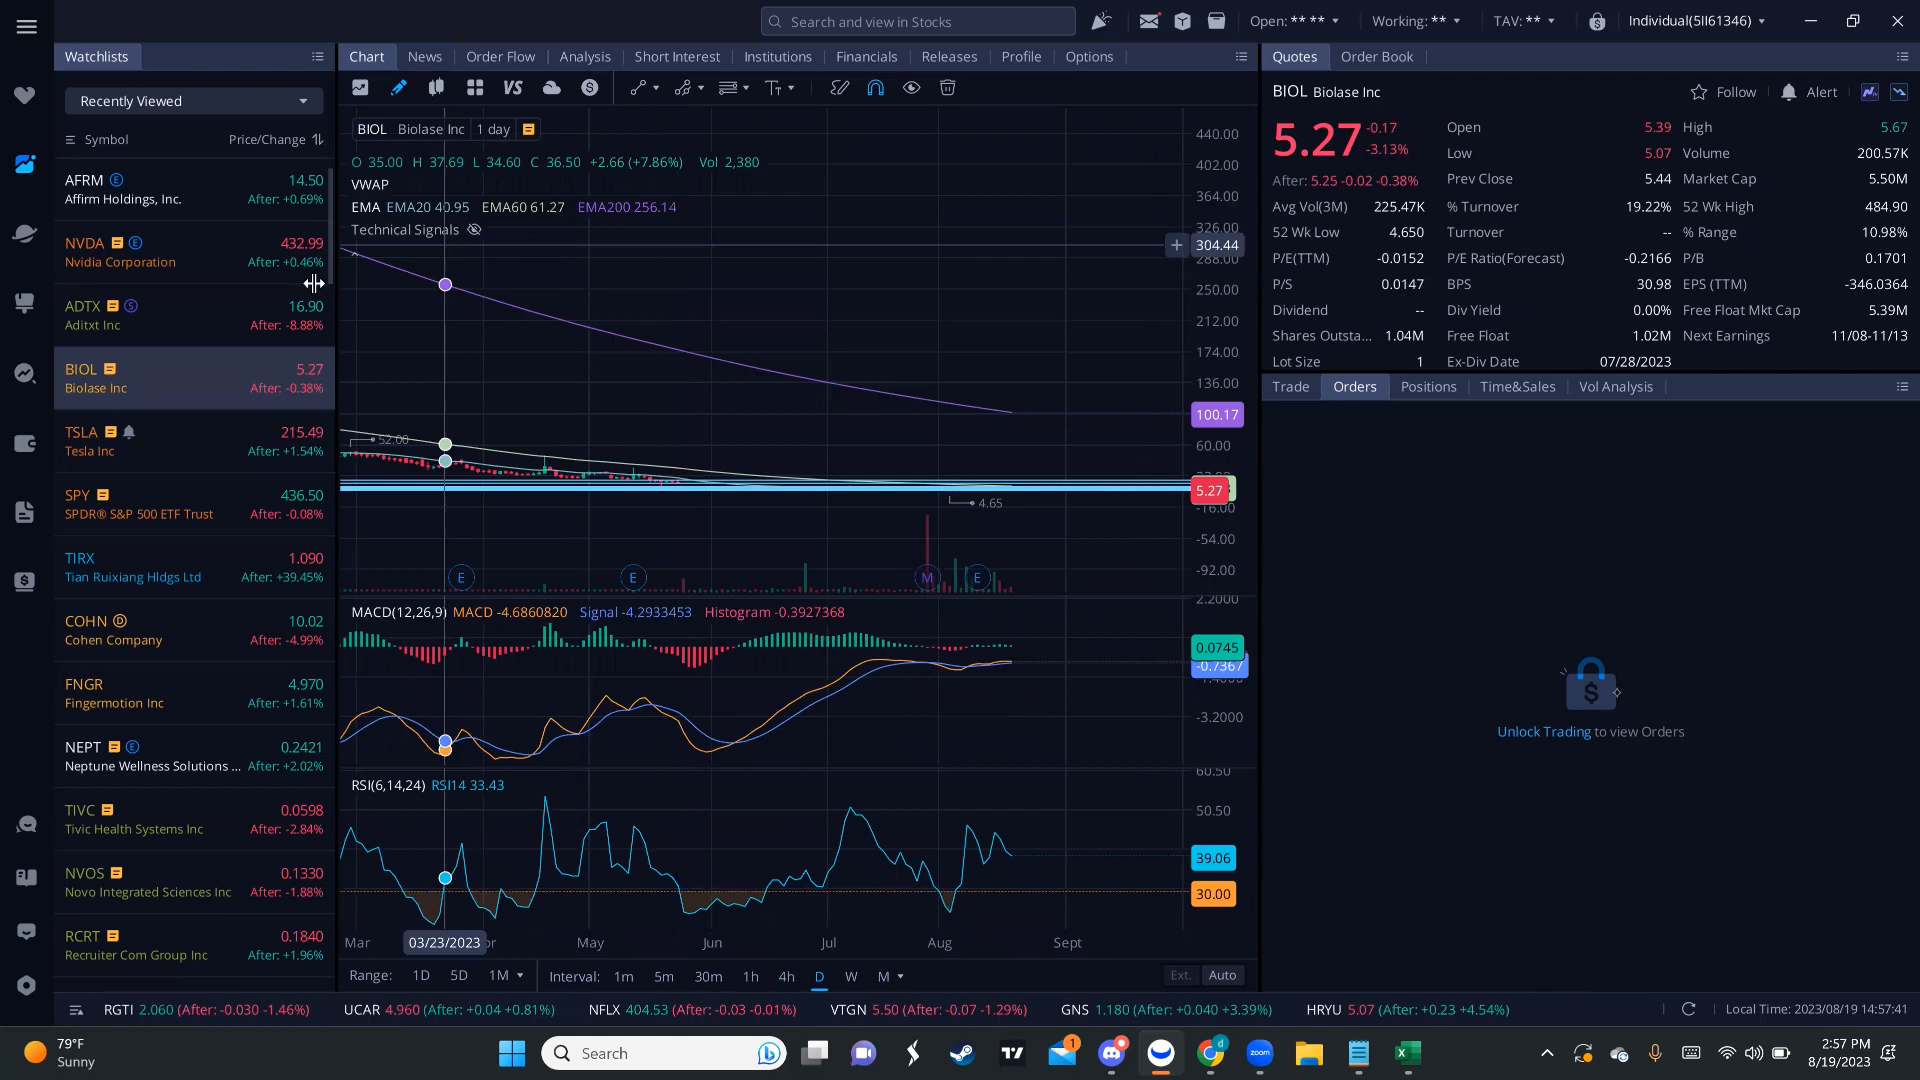 Search and view in Stocks
Open: ** **
Working: **
TAV: **
Individual(5II61346)
Watchlists
Recently Viewed
Symbol
Price/Change
AFRM
14.50
Affirm Holdings, Inc.
After: +0.69%
NVDA
432.99
Nvidia Corporation
After: +0.46%
ADTX
16.90
Aditxt Inc
After: -8.88%
BIOL
5.27
Biolase Inc
After: -0.38%
TSLA
215.49
Tesla Inc
After: +1.54%
SPY
436.50
SPDR® S&P 500 ETF Trust
After: -0.08%
TIRX
1.090
Tian Ruixiang Hldgs Ltd
After: +39.45%
COHN
10.02
Cohen Company
After: -4.99%
FNGR
4.970
Fingermotion Inc
After: +1.61%
NEPT
0.2421
Neptune Wellness Solutions ...
After: +2.02%
TIVC
0.0598
Tivic Health Systems Inc
After: -2.84%
NVOS
0.1330
Novo Integrated Sciences Inc
After: -1.88%
RCRT
0.1840
Recruiter Com Group Inc
After: +1.96%
Chart
News
Order Flow
Analysis
Short Interest
Institutions
Financials
Releases
Profile
Options
VS
BIOL Biolase Inc 1 day
O 35.00 H 37.69 L 34.60 C 36.50 +2.66 (+7.86%) Vol 2,380
VWAP
EMA EMA20 40.95 EMA60 61.27 EMA200 256.14
Technical Signals
440.00
402.00
364.00
326.00
304.44
288.00
250.00
212.00
174.00
136.00
100.17
60.00
5.27
-16.00
-54.00
-92.00
52.00
4.65
E
E
M
E
MACD(12,26,9) MACD -4.6860820 Signal -4.2933453 Histogram -0.3927368
2.2000
0.0745
-0.7367
-3.2000
RSI(6,14,24) RSI14 33.43
60.50
50.50
39.06
30.00
Mar
03/23/2023
May
Jun
Jul
Aug
Sept
Range: 1D 5D 1M
Interval: 1m 5m 30m 1h 4h D W M
Ext.
Auto
Quotes
Order Book
BIOL Biolase Inc
Follow
Alert
5.27
-0.17
-3.13%
After: 5.25 -0.02 -0.38%
Open 5.39 High 5.67
Low 5.07 Volume 200.57K
Prev Close 5.44 Market Cap 5.50M
Avg Vol(3M) 225.47K % Turnover 19.22% 52 Wk High 484.90
52 Wk Low 4.650 Turnover -- % Range 10.98%
P/E(TTM) -0.0152 P/E Ratio(Forecast) -0.2166 P/B 0.1701
P/S 0.0147 BPS 30.98 EPS (TTM) -346.0364
Dividend -- Div Yield 0.00% Free Float Mkt Cap 5.39M
Shares Outsta... 1.04M Free Float 1.02M Next Earnings 11/08-11/13
Lot Size 1 Ex-Div Date 07/28/2023
Trade
Orders
Positions
Time&Sales
Vol Analysis
Unlock Trading to view Orders
RGTI 2.060 (After: -0.030 -1.46%)
UCAR 4.960 (After: +0.04 +0.81%)
NFLX 404.53 (After: -0.03 -0.01%)
VTGN 5.50 (After: -0.07 -1.29%)
GNS 1.180 (After: +0.040 +3.39%)
HRYU 5.07 (After: +0.23 +4.54%)
Local Time: 2023/08/19 14:57:41
79°F
Sunny
Search
1
zoom
2:57 PM
8/19/2023